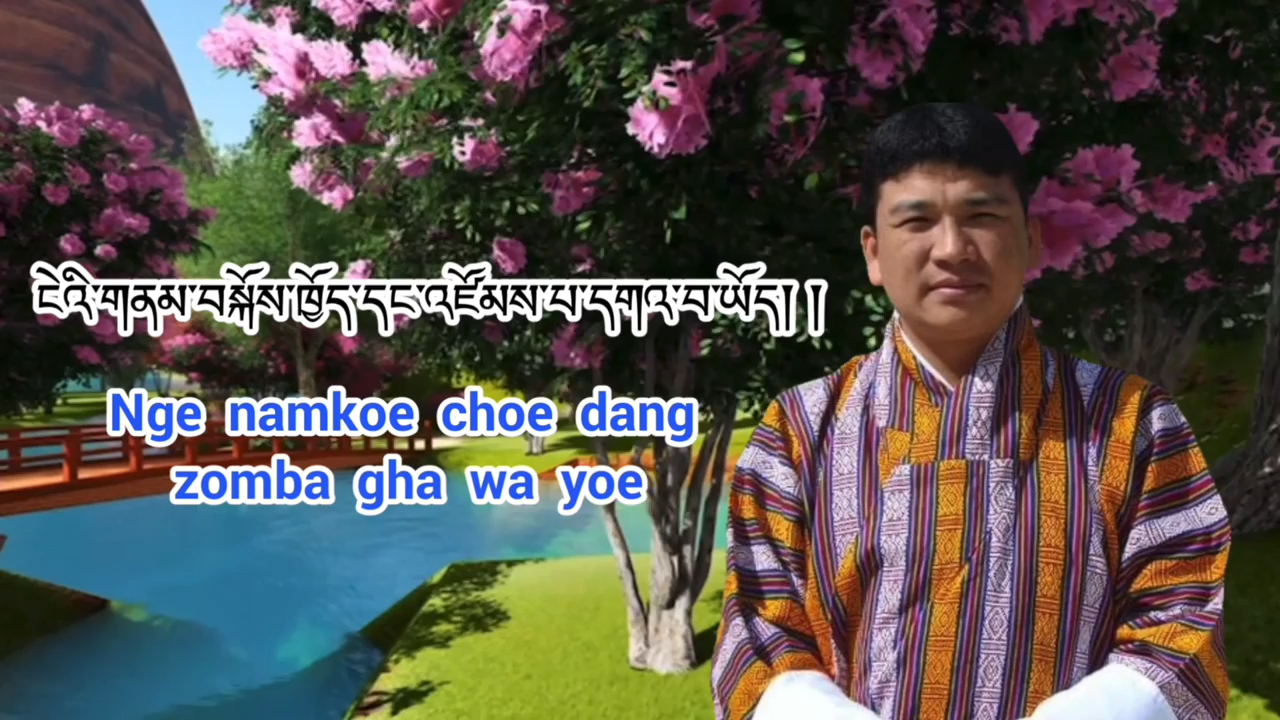 ངེའི་གནམ་བསྐོས་ཁྱོད་དང་འཛོམས་པ་དགའ་བ་ཡོད། །
Nge namkoe choe dang
zomba gha wa yoe